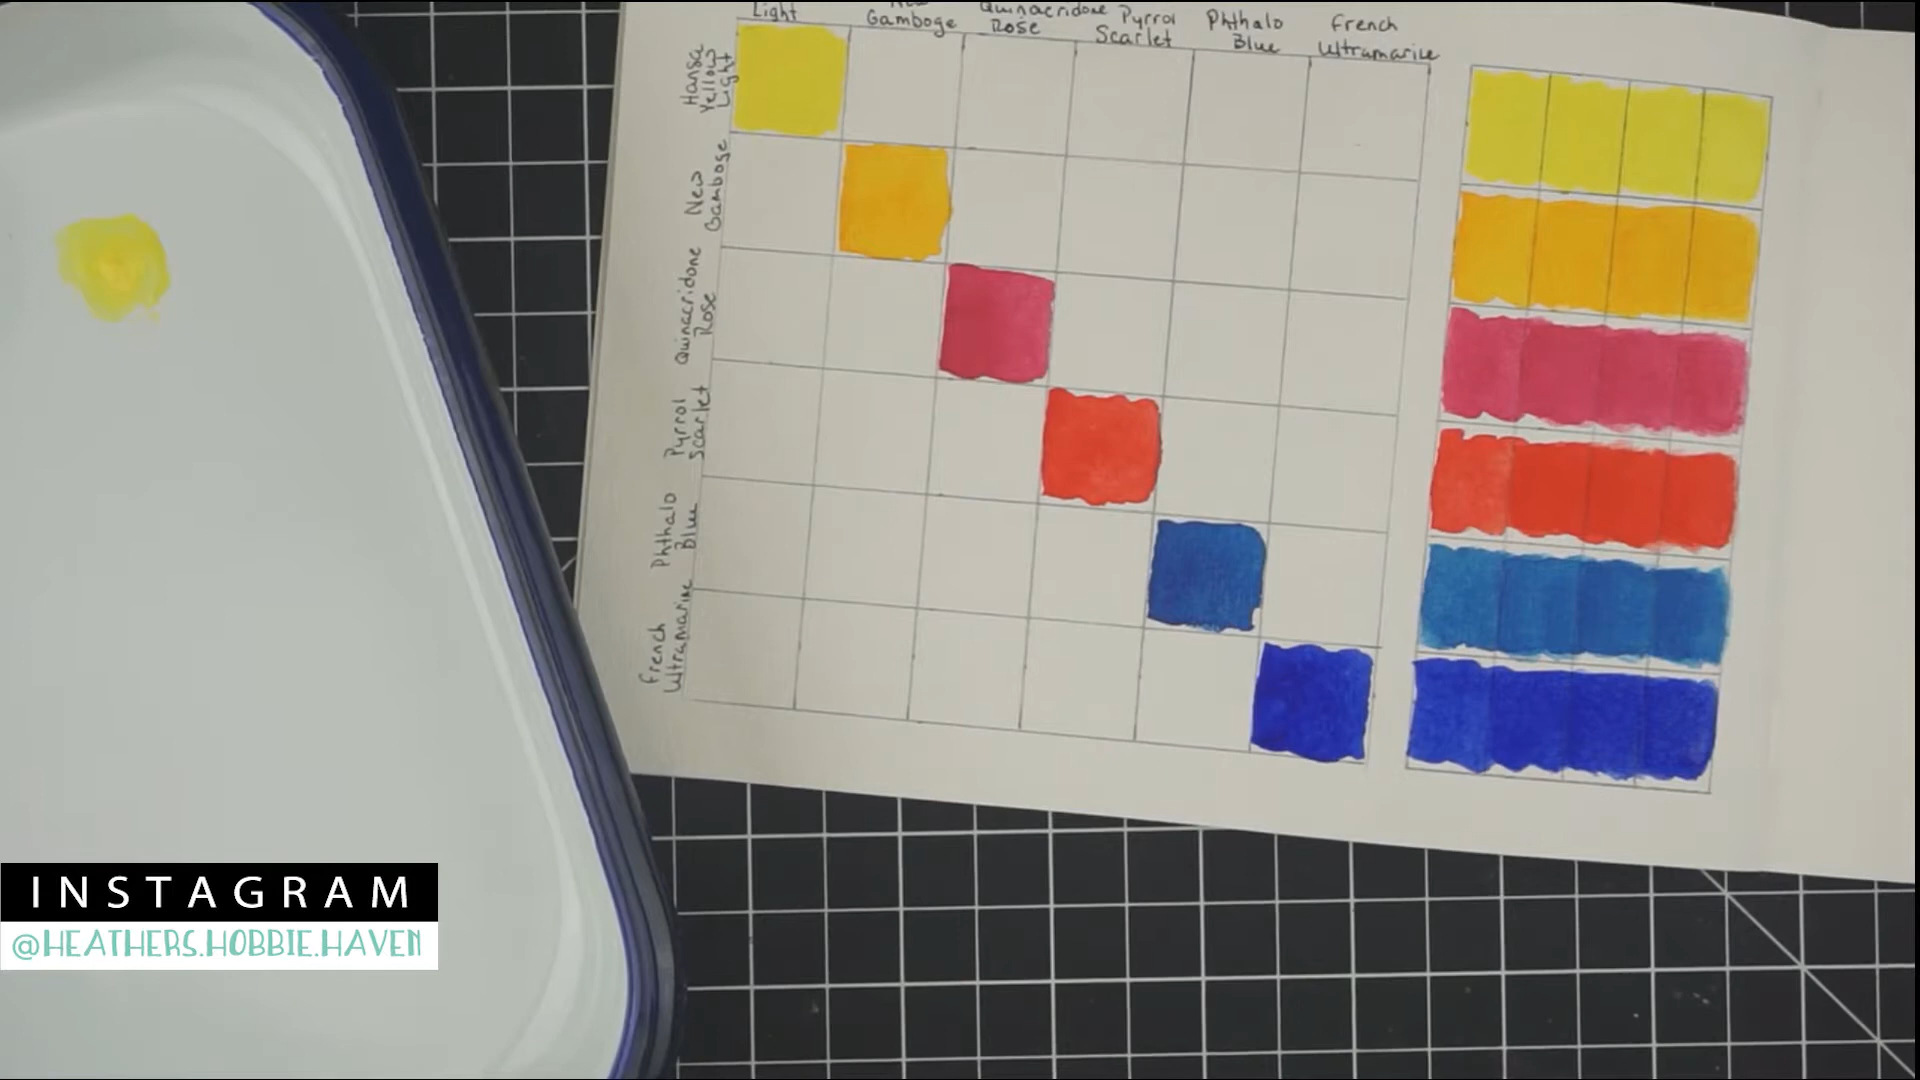 Light
Gamboge
Quinacridone
Rose
Pyrrol
Scarlet
Phthalo
Blue
French
Ultramarine
Hansa
Yellow
Light
New
Gamboge
Quinacridone
Rose
Pyrrol
Scarlet
Phthalo
Blue
French
Ultramarine
INSTAGRAM
@HEATHERS.HOBBIE.HAVEN